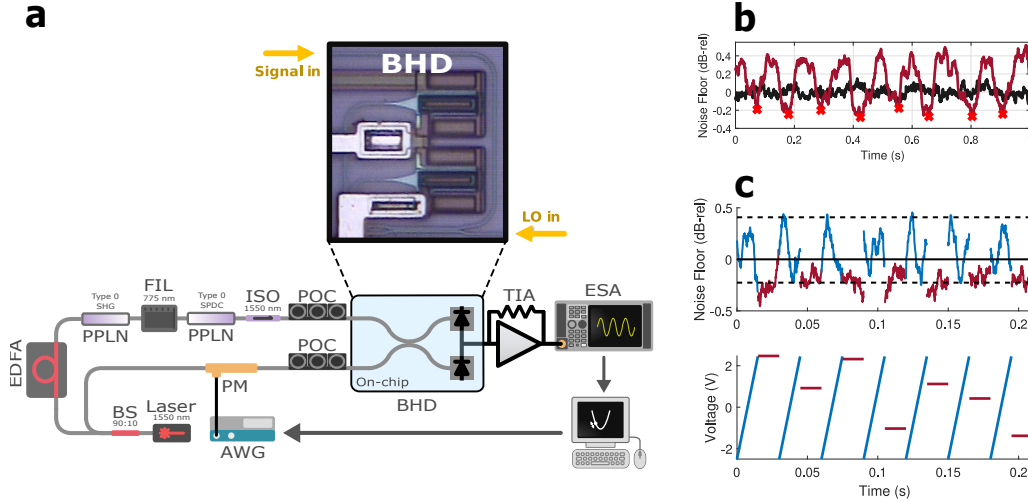 a
Signal in
BHD
LO in
Type 0
SHG
PPLN
FIL
775 nm
Type 0
SPDC
PPLN
ISO
1550 nm
POC
POC
TIA
ESA
EDFA
PM
BS
90:10
Laser
1550 nm
AWG
On-chip
BHD
b
Noise Floor (dB-rel)
0.4
0.2
0
-0.2
-0.4
0
0.2
0.4
0.6
0.8
1
Time (s)
c
Noise Floor (dB-rel)
0.5
0
-0.5
0
0.05
0.1
0.15
0.2
Voltage (V)
2
0
-2
0
0.05
0.1
0.15
0.2
Time (s)